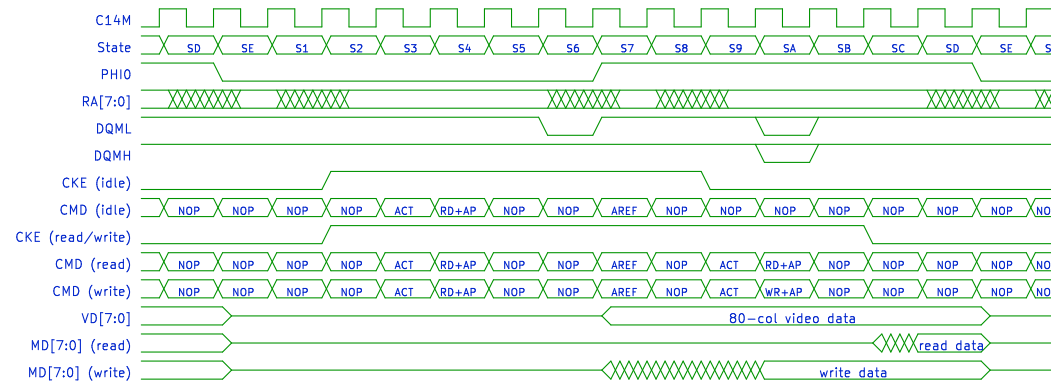 C14M
State SD SE S1 S2 S3 S4 S5 S6 S7 S8 S9 SA SB SC SD SE S
PHI0
RA[7:0]
DQML
DQMH
CKE (idle)
CMD (idle) NOP NOP NOP NOP ACT RD+AP NOP NOP AREF NOP NOP NOP NOP NOP NOP NOP NO
CKE (read/write)
CMD (read) NOP NOP NOP NOP ACT RD+AP NOP NOP AREF NOP ACT RD+AP NOP NOP NOP NOP NO
CMD (write) NOP NOP NOP NOP ACT RD+AP NOP NOP AREF NOP ACT WR+AP NOP NOP NOP NOP NO
VD[7:0] 80-col video data
MD[7:0] (read) read data
MD[7:0] (write) write data